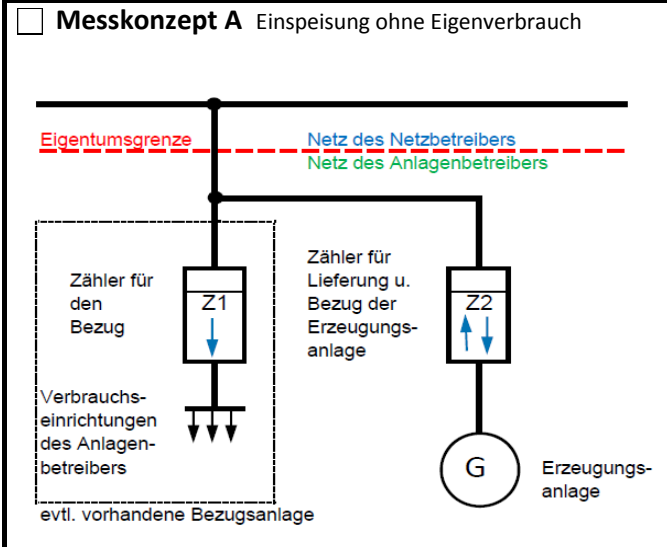 Messkonzept A Einspeisung ohne Eigenverbrauch
Eigentumsgrenze
Netz des Netzbetreibers
Netz des Anlagenbetreibers
Zähler für
den
Bezug
Z1
Zähler für
Lieferung u.
Bezug der
Erzeugungs-
anlage
Z2
Verbrauchs-
einrichtungen
des Anlagen-
betreibers
G
Erzeugungs-
anlage
evtl. vorhandene Bezugsanlage